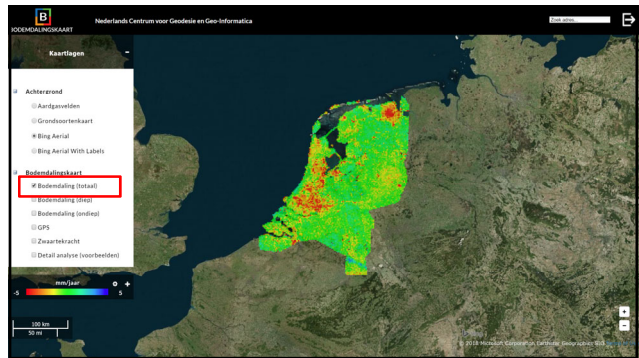 B
BODEMDALINGSKAART
Nederlands Centrum voor Geodesie en Geo-Informatica
Zoek adres...
Kaartlagen
-
Achtergrond
Aardgasvelden
Grondsoortenkaart
Bing Aerial
Bing Aerial With Labels
Bodemdalingskaart
Bodemdaling (totaal)
Bodemdaling (diep)
Bodemdaling (ondiep)
GPS
Zwaartekracht
Detail analyse (voorbeelden)
mm/jaar
+
-5
5
100 km
50 mi
+
-
© 2018 Microsoft Corporation Earthstar Geographics SIO